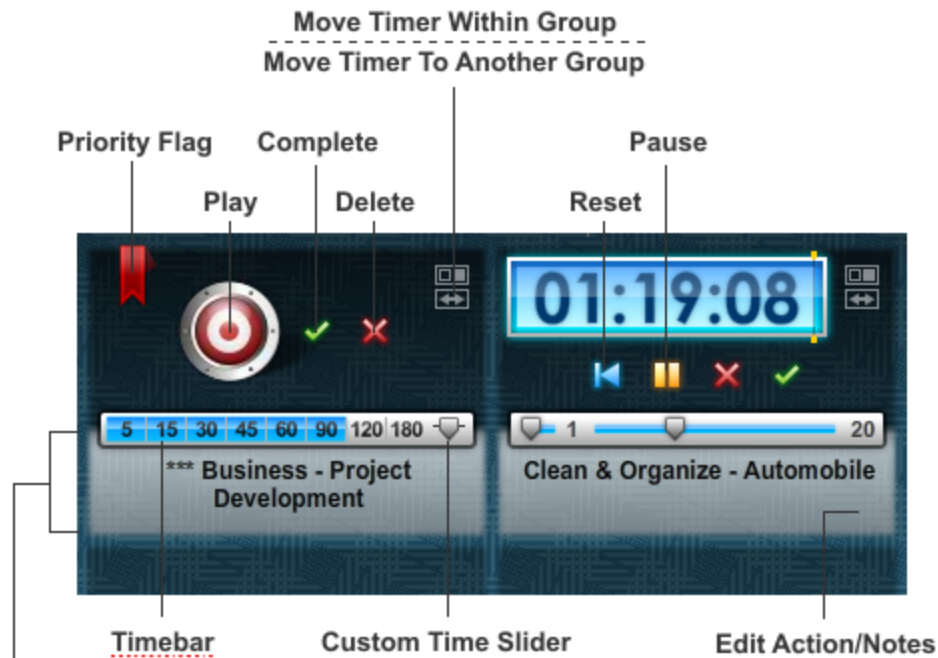 Move Timer Within Group
Move Timer To Another Group
Priority Flag
Complete
Pause
Play
Delete
Reset
01:19:08
5 15 30 45 60 90 120 180
1 20
*** Business - Project
Development
Clean & Organize - Automobile
Timebar
Custom Time Slider
Edit Action/Notes